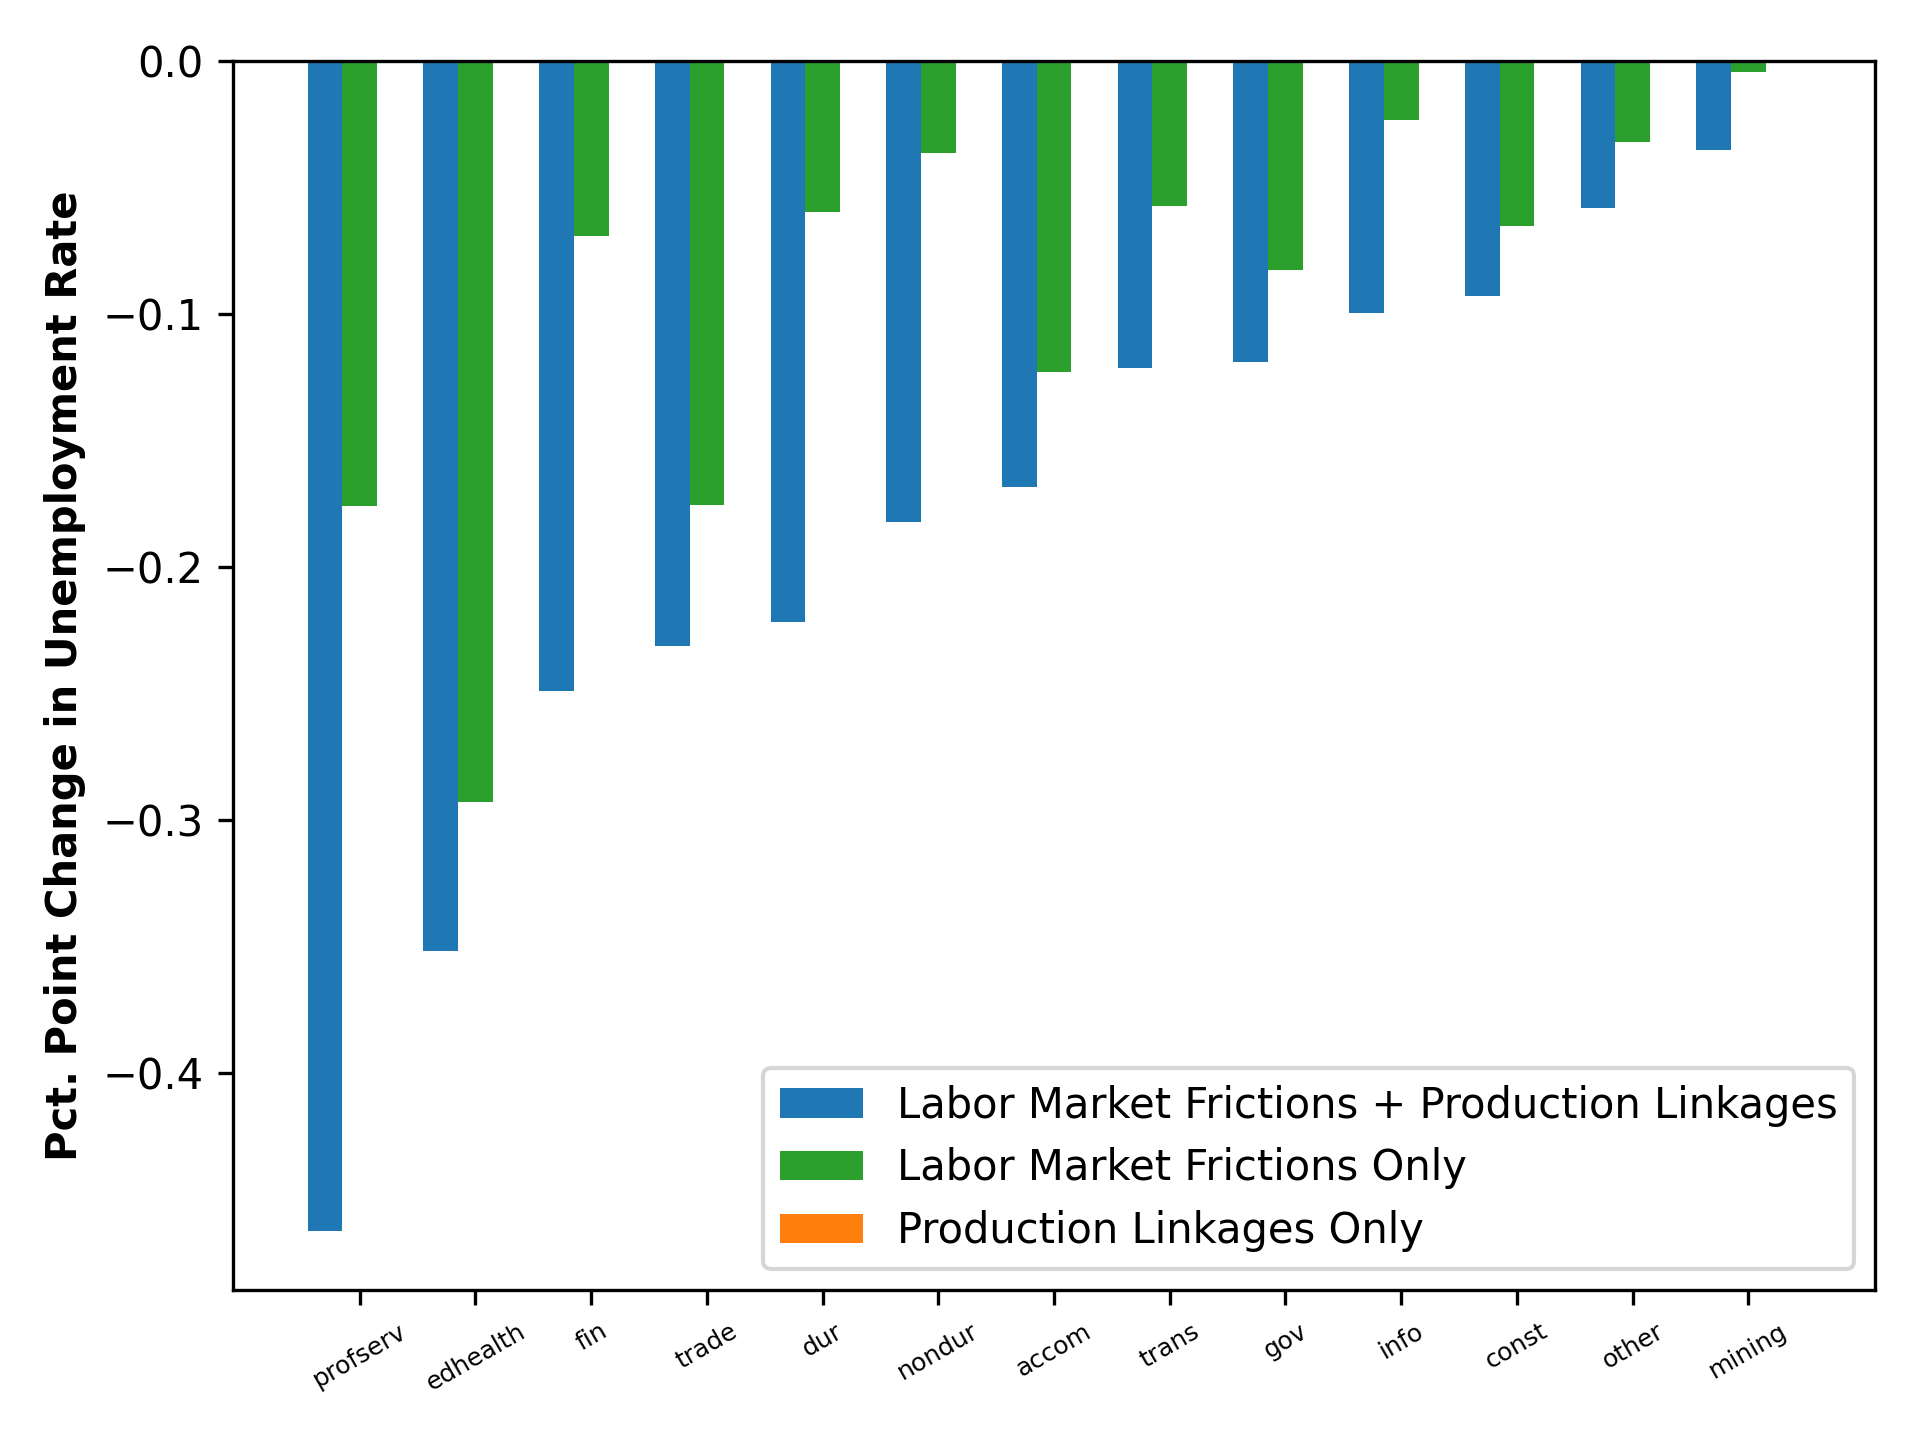 Pct. Point Change in Unemployment Rate
0.0
−0.1
−0.2
−0.3
−0.4
Labor Market Frictions + Production Linkages
Labor Market Frictions Only
Production Linkages Only
profserv
edhealth
fin
trade
dur
nondur
accom
trans
gov
info
const
other
mining